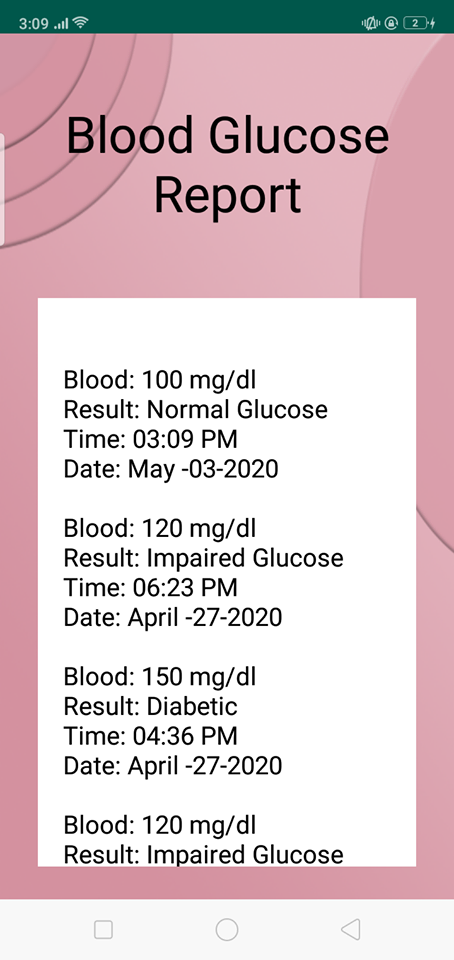 3:09
2
Blood Glucose
Report
Blood: 100 mg/dl
Result: Normal Glucose
Time: 03:09 PM
Date: May -03-2020
Blood: 120 mg/dl
Result: Impaired Glucose
Time: 06:23 PM
Date: April -27-2020
Blood: 150 mg/dl
Result: Diabetic
Time: 04:36 PM
Date: April -27-2020
Blood: 120 mg/dl
Result: Impaired Glucose